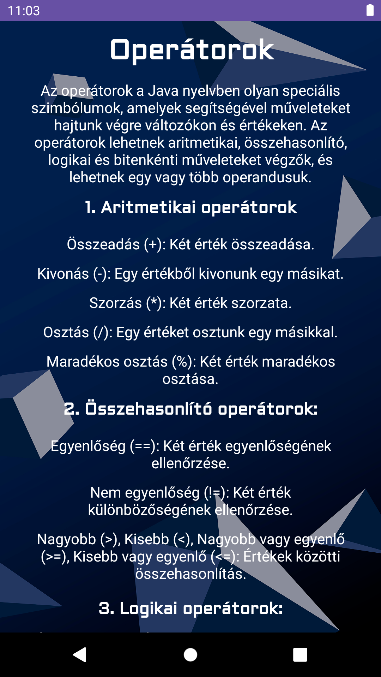 11:03
Operátorok
Az operátorok a Java nyelvben olyan speciális
szimbólumok, amelyek segítségével műveleteket
hajtunk végre változókon és értékeken. Az
operátorok lehetnek aritmetikai, összehasonlító,
logikai és bitenkénti műveleteket végzők, és
lehetnek egy vagy több operandusuk.
1. Aritmetikai operátorok
Összeadás (+): Két érték összeadása.
Kivonás (-): Egy értékből kivonunk egy másikat.
Szorzás (*): Két érték szorzata.
Osztás (/): Egy értéket osztunk egy másikkal.
Maradékos osztás (%): Két érték maradékos
osztása.
2. Összehasonlító operátorok:
Egyenlőség (==): Két érték egyenlőségének
ellenőrzése.
Nem egyenlőség (!=): Két érték
különbözőségének ellenőrzése.
Nagyobb (>), Kisebb (<), Nagyobb vagy egyenlő
(>=), Kisebb vagy egyenlő (<=): Értékek közötti
összehasonlítás.
3. Logikai operátorok: